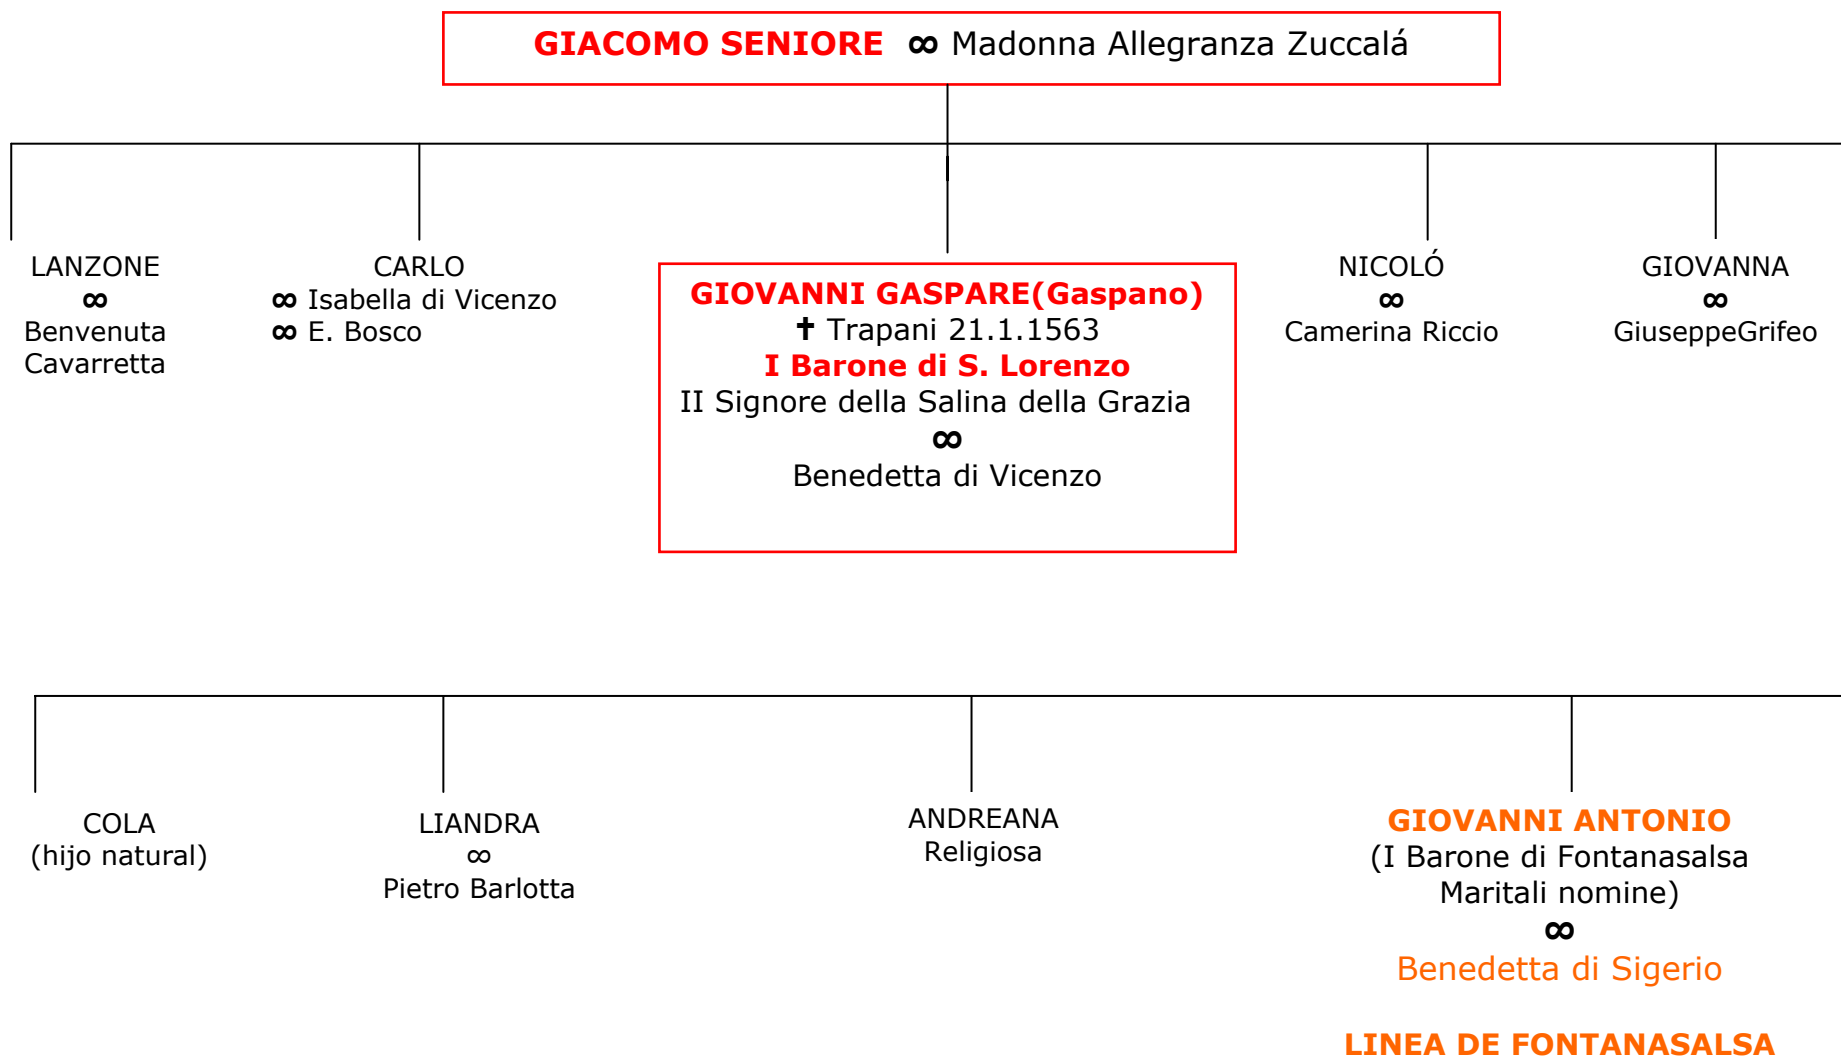 GIACOMO SENIORE ∞ Madonna Allegranza Zuccalá
LANZONE
∞
Benvenuta
Cavarretta
CARLO
∞ Isabella di Vicenzo
∞ E. Bosco
GIOVANNI GASPARE(Gaspano)
✝ Trapani 21.1.1563
I Barone di S. Lorenzo
II Signore della Salina della Grazia
∞
Benedetta di Vicenzo
NICOLÓ
∞
Camerina Riccio
GIOVANNA
∞
GiuseppeGrifeo
COLA
(hijo natural)
LIANDRA
∞
Pietro Barlotta
ANDREANA
Religiosa
GIOVANNI ANTONIO
(I Barone di Fontanasalsa
Maritali nomine)
∞
Benedetta di Sigerio
LINEA DE FONTANASALSA